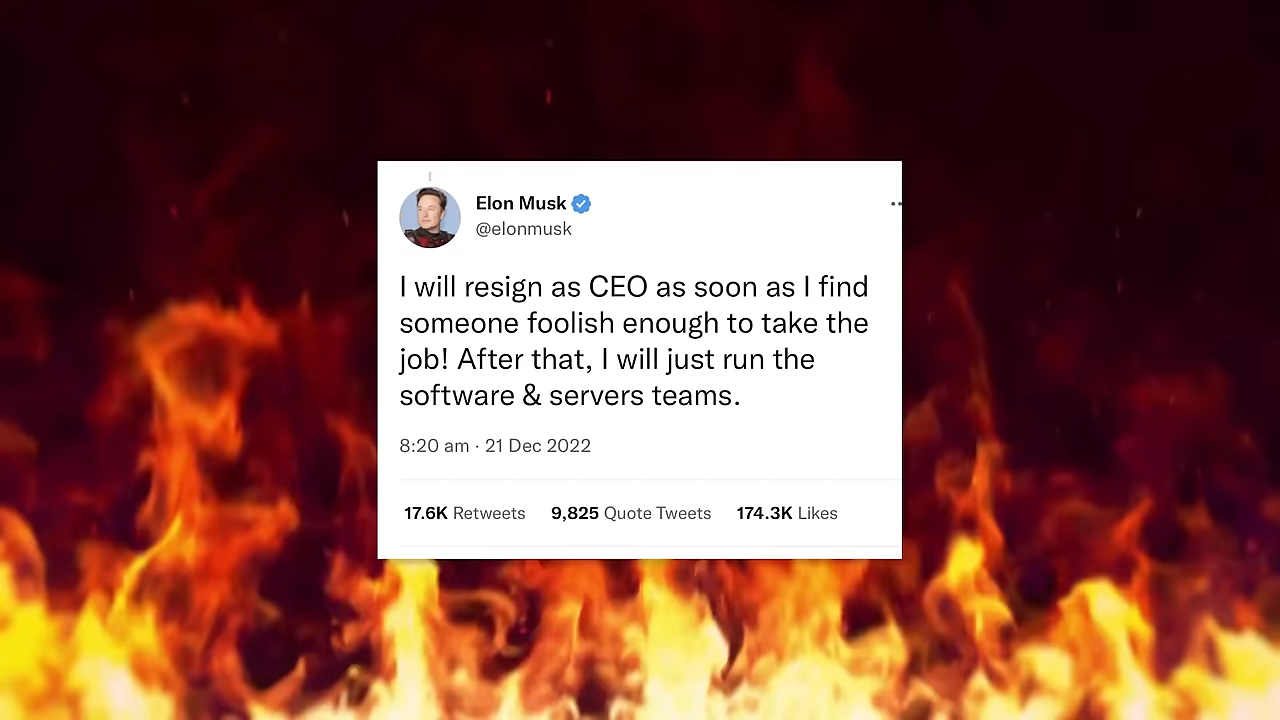 Elon Musk
@elonmusk
I will resign as CEO as soon as I find
someone foolish enough to take the
job! After that, I will just run the
software & servers teams.
8:20 am · 21 Dec 2022
17.6K Retweets 9,825 Quote Tweets 174.3K Likes